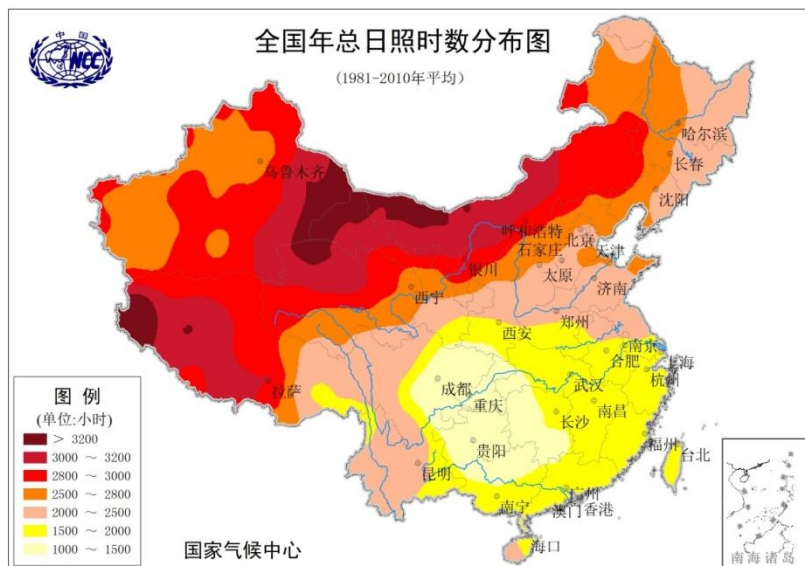 中国
NCC
全国年总日照时数分布图
(1981-2010年平均)
哈尔滨
长春
沈阳
乌鲁木齐
呼和浩特
北京
石家庄
天津
银川
太原
济南
西宁
郑州
西安
南京
上海
合肥
杭州
拉萨
成都
武汉
重庆
南昌
长沙
贵阳
福州
台北
昆明
广州
南宁
澳门香港
海口
图 例
(单位:小时)
> 3200
3000 ~ 3200
2800 ~ 3000
2500 ~ 2800
2000 ~ 2500
1500 ~ 2000
1000 ~ 1500
国家气候中心
南海诸岛